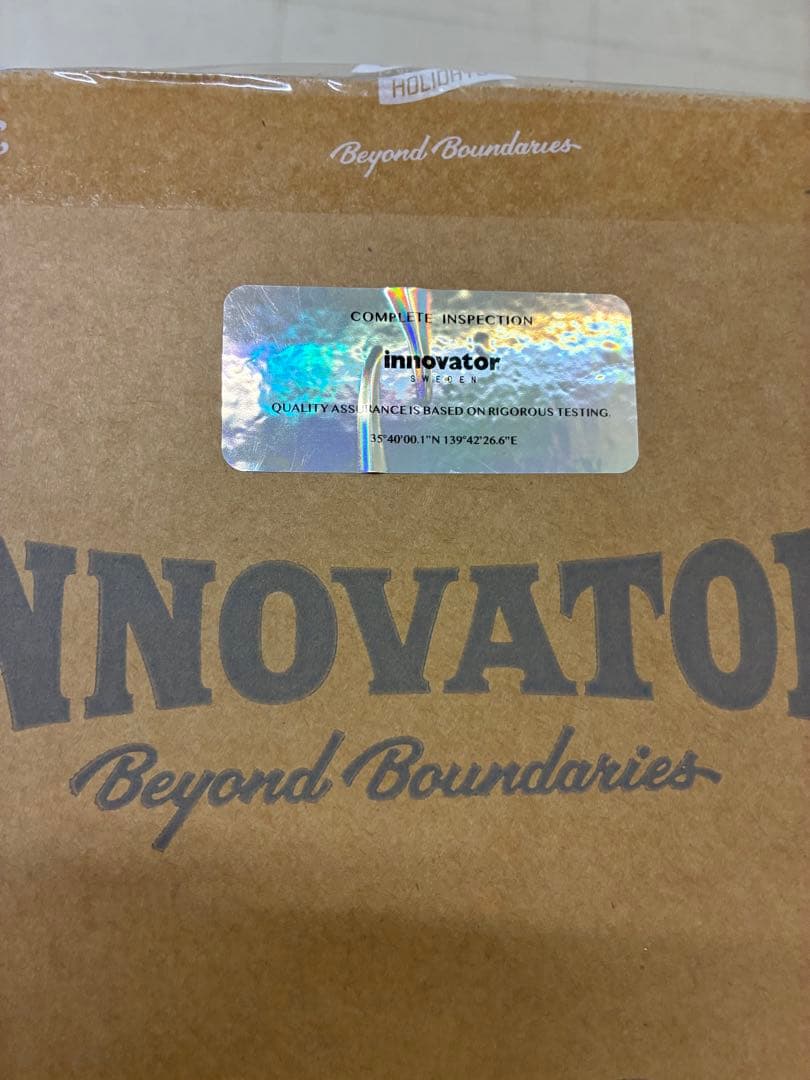 Beyond Boundaries
COMPLETE INSPECTION
innovator
SWEDEN
QUALITY ASSURANCE IS BASED ON RIGOROUS TESTING.
35°40'00.1"N 139°42'26.6"E
NNOVATO
Beyond Boundaries